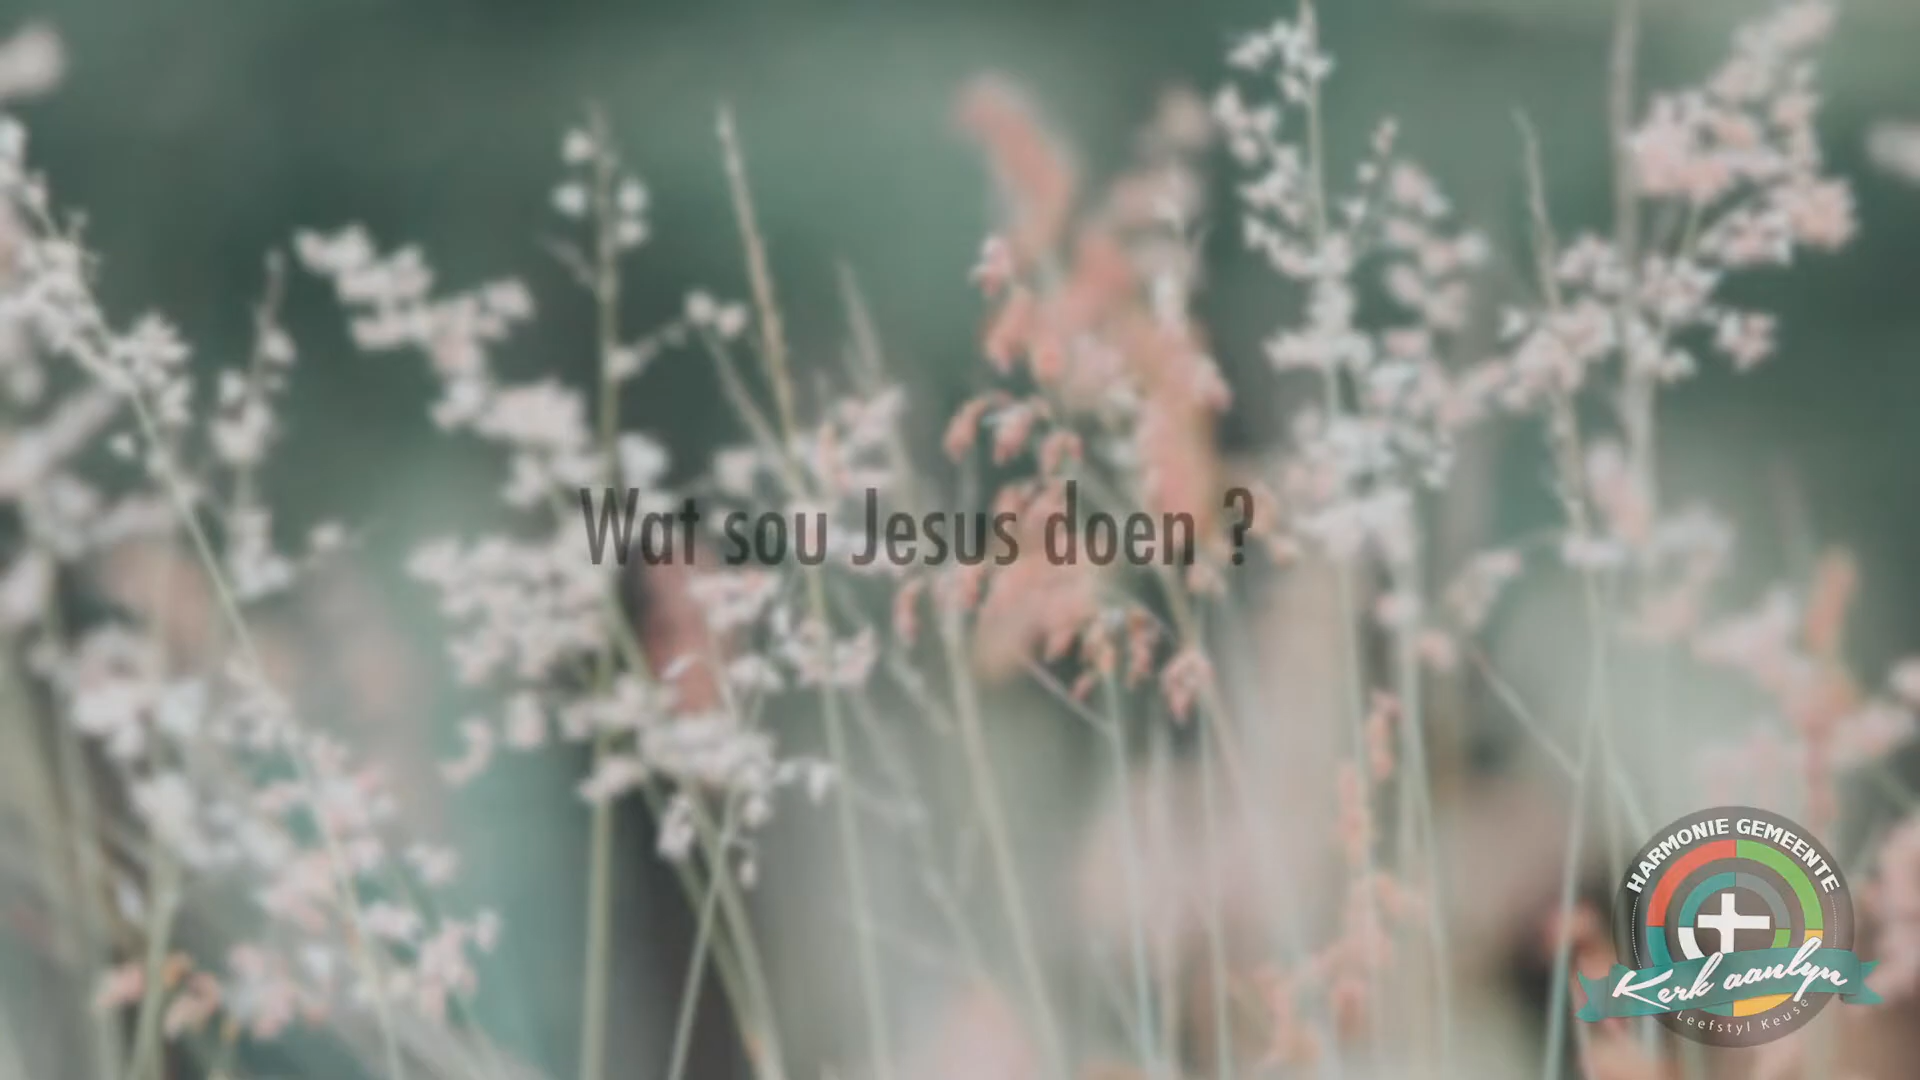 Wat sou Jesus doen ?
HARMONIE GEMEENTE
Kerk aanlyn
Leefstyl Keuse